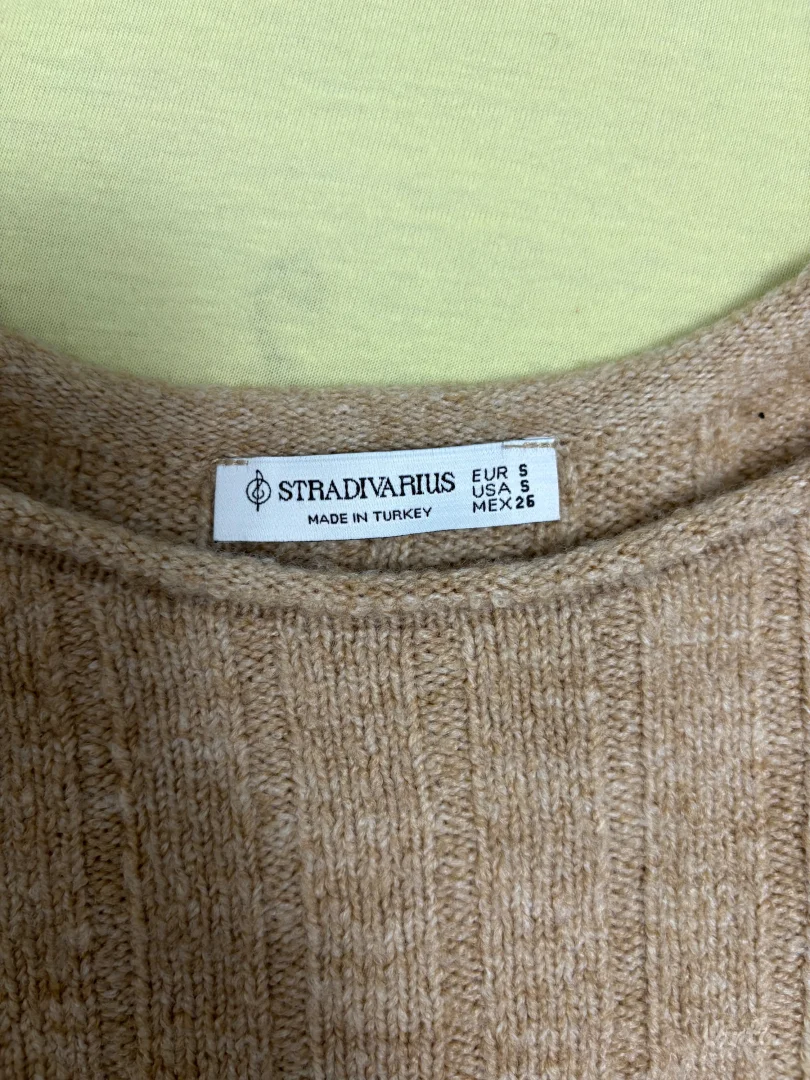 STRADIVARIUS
MADE IN TURKEY
EUR S
USA S
MEX 26